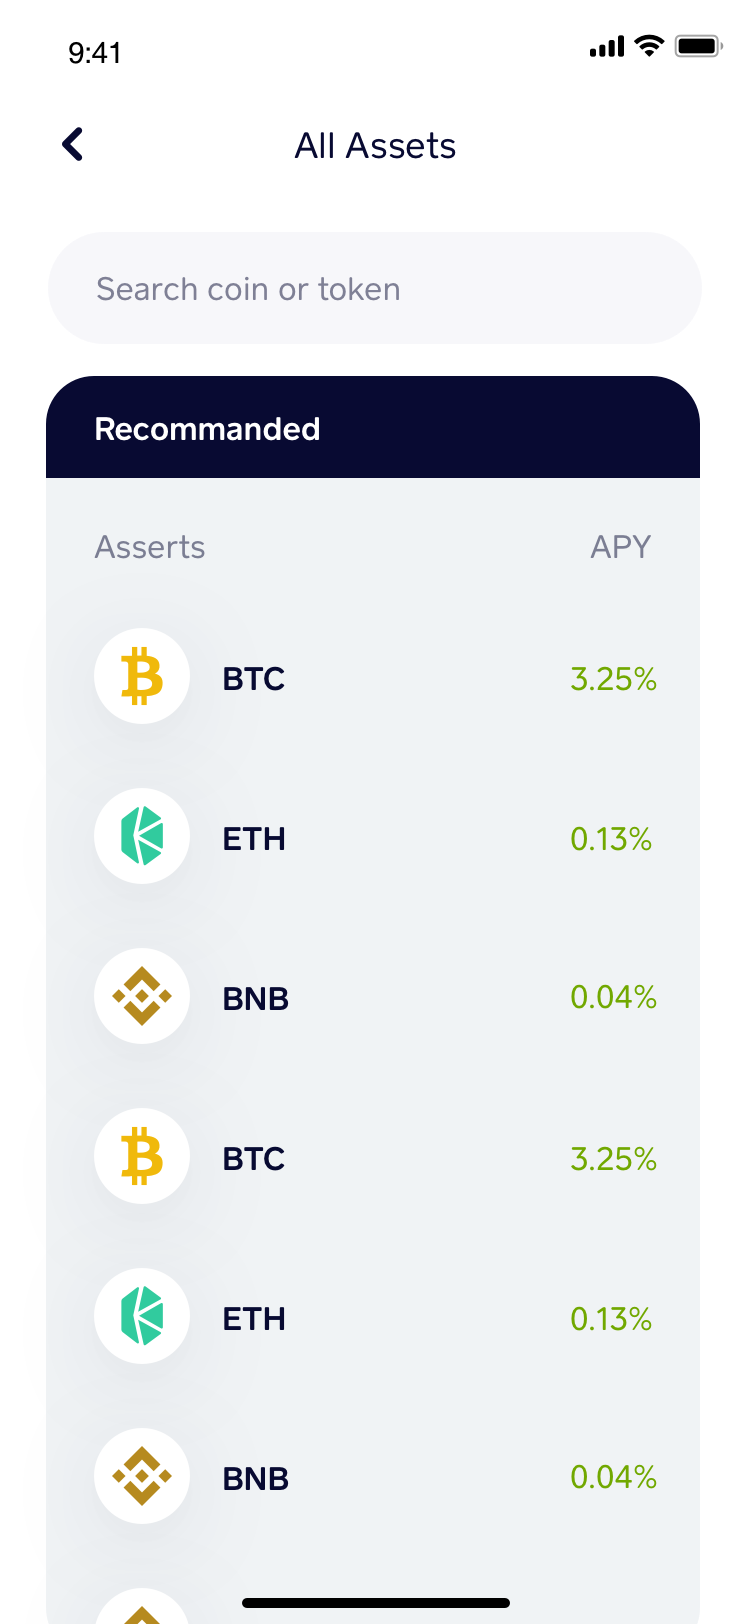 9:41
All Assets
Search coin or token
Recommanded
Asserts APY
BTC 3.25%
ETH 0.13%
BNB 0.04%
BTC 3.25%
ETH 0.13%
BNB 0.04%